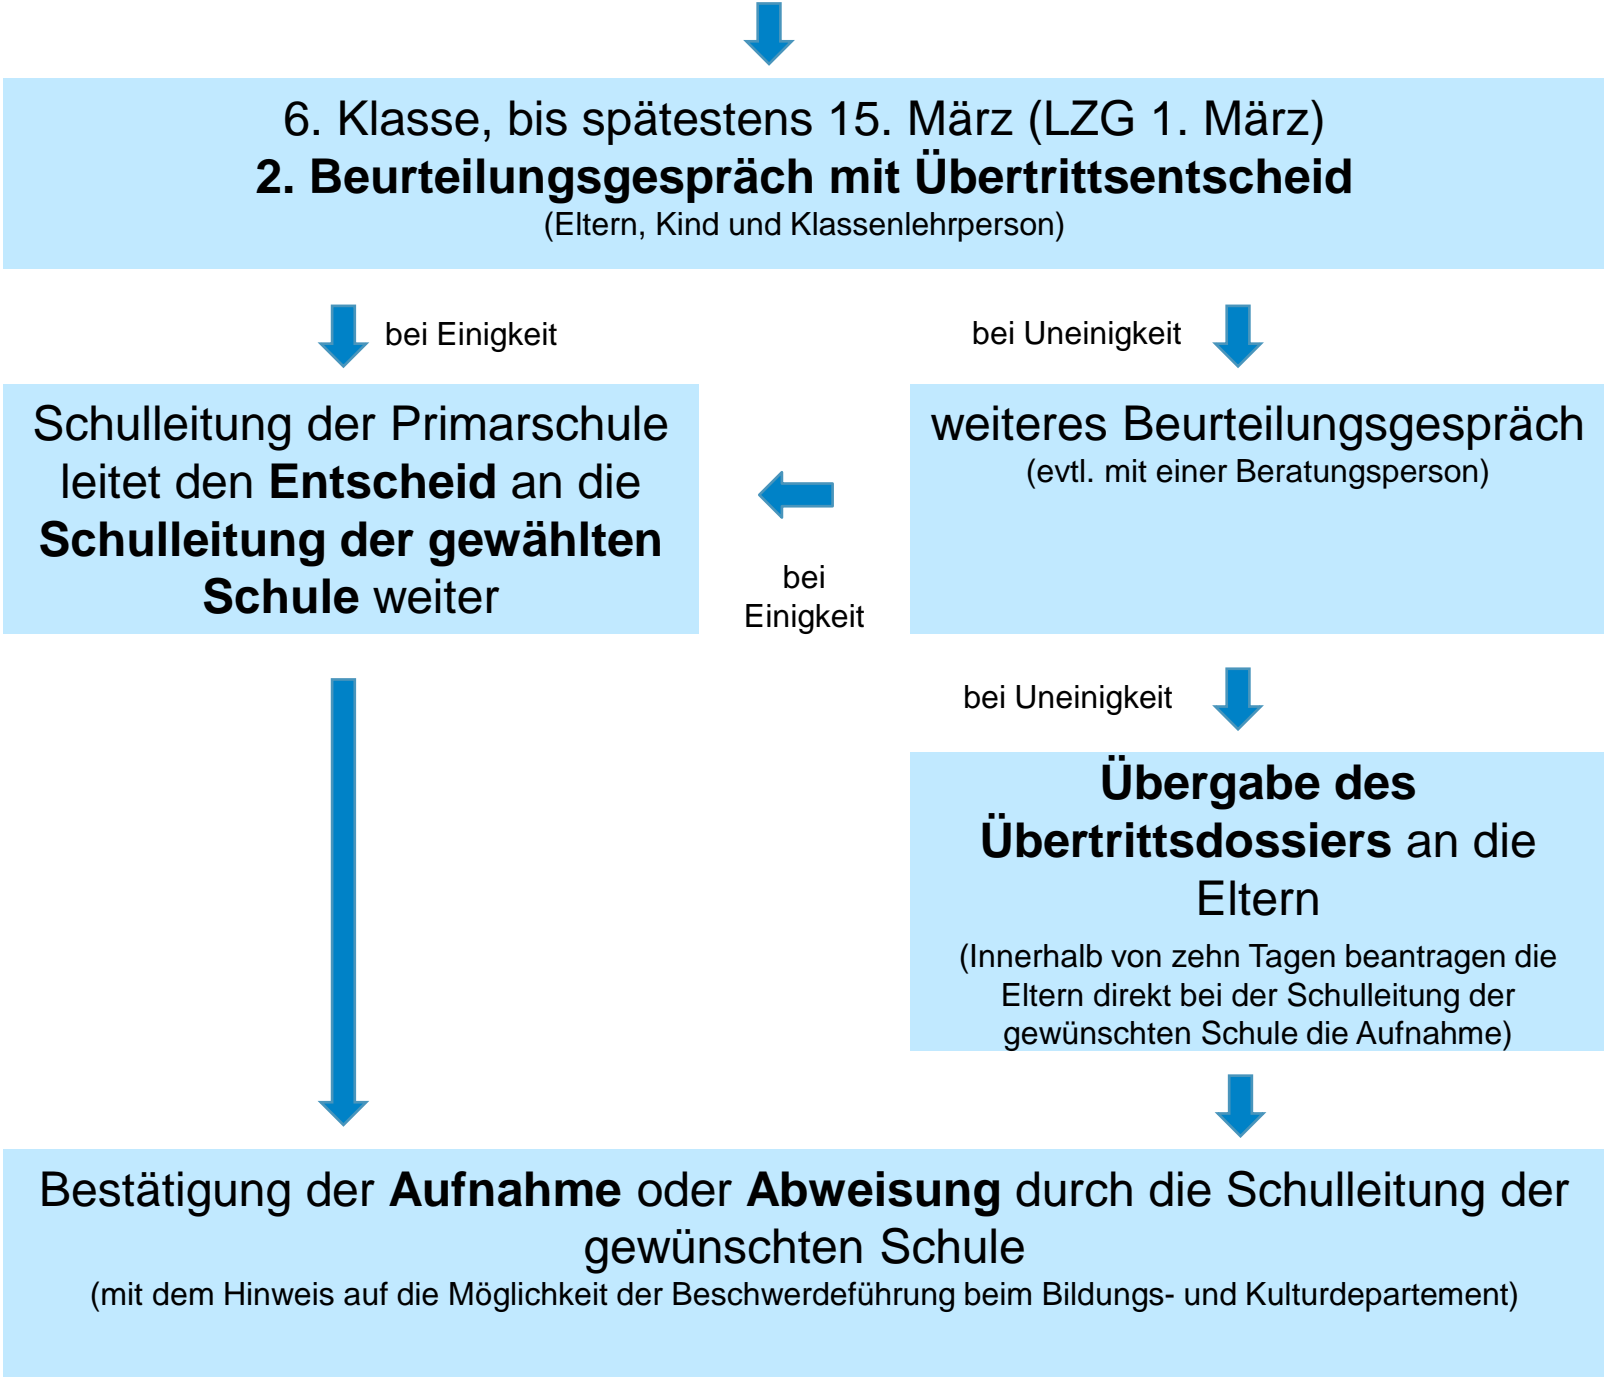 6. Klasse, bis spätestens 15. März (LZG 1. März)
2. Beurteilungsgespräch mit Übertrittsentscheid
(Eltern, Kind und Klassenlehrperson)
bei Einigkeit
bei Uneinigkeit
Schulleitung der Primarschule
leitet den Entscheid an die
Schulleitung der gewählten
Schule weiter
bei
Einigkeit
weiteres Beurteilungsgespräch
(evtl. mit einer Beratungsperson)
bei Uneinigkeit
Übergabe des
Übertrittsdossiers an die
Eltern
(Innerhalb von zehn Tagen beantragen die
Eltern direkt bei der Schulleitung der
gewünschten Schule die Aufnahme)
Bestätigung der Aufnahme oder Abweisung durch die Schulleitung der
gewünschten Schule
(mit dem Hinweis auf die Möglichkeit der Beschwerdeführung beim Bildungs- und Kulturdepartement)